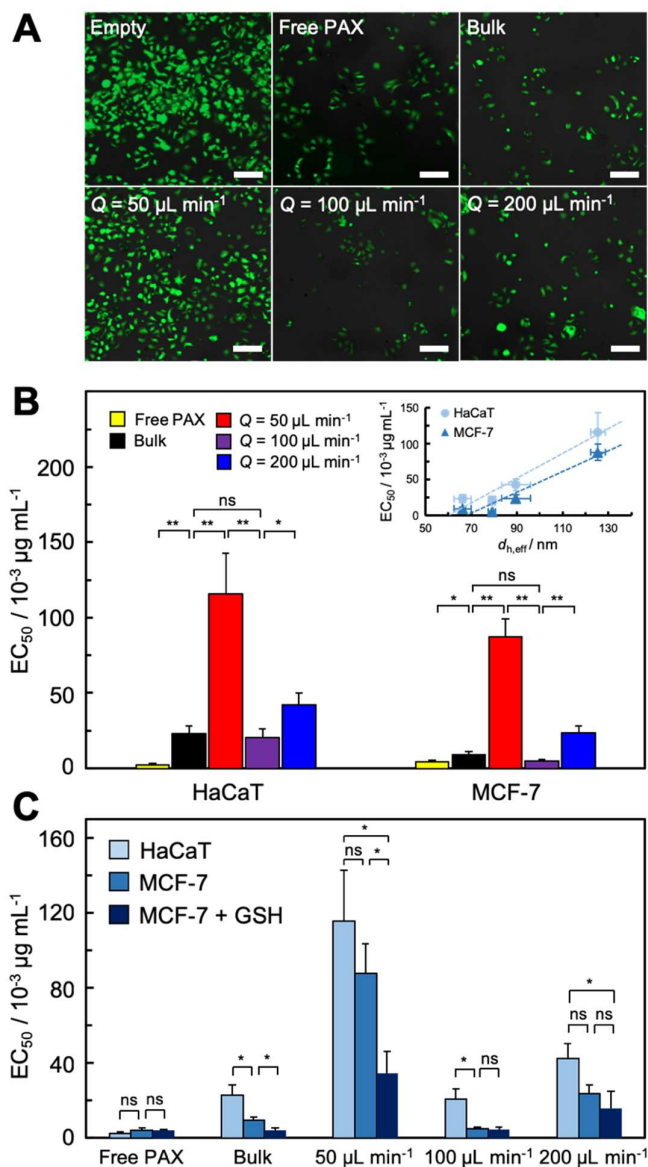 A
Empty
Free PAX
Bulk
Q = 50 µL min⁻¹
Q = 100 µL min⁻¹
Q = 200 µL min⁻¹
B
Free PAX
Bulk
Q = 50 µL min⁻¹
Q = 100 µL min⁻¹
Q = 200 µL min⁻¹
EC₅₀ / 10⁻³ µg mL⁻¹
200
150
100
50
0
ns
** ** ** *
ns
* ** ** **
HaCaT
MCF-7
EC₅₀ / 10⁻³ µg mL⁻¹
150
100
50
0
HaCaT
MCF-7
50 70 90 110 130
d_h,eff / nm
C
HaCaT
MCF-7
MCF-7 + GSH
EC₅₀ / 10⁻³ µg mL⁻¹
160
120
80
40
0
ns ns
* *
*
ns *
* ns
*
ns ns
Free PAX Bulk 50 µL min⁻¹ 100 µL min⁻¹ 200 µL min⁻¹